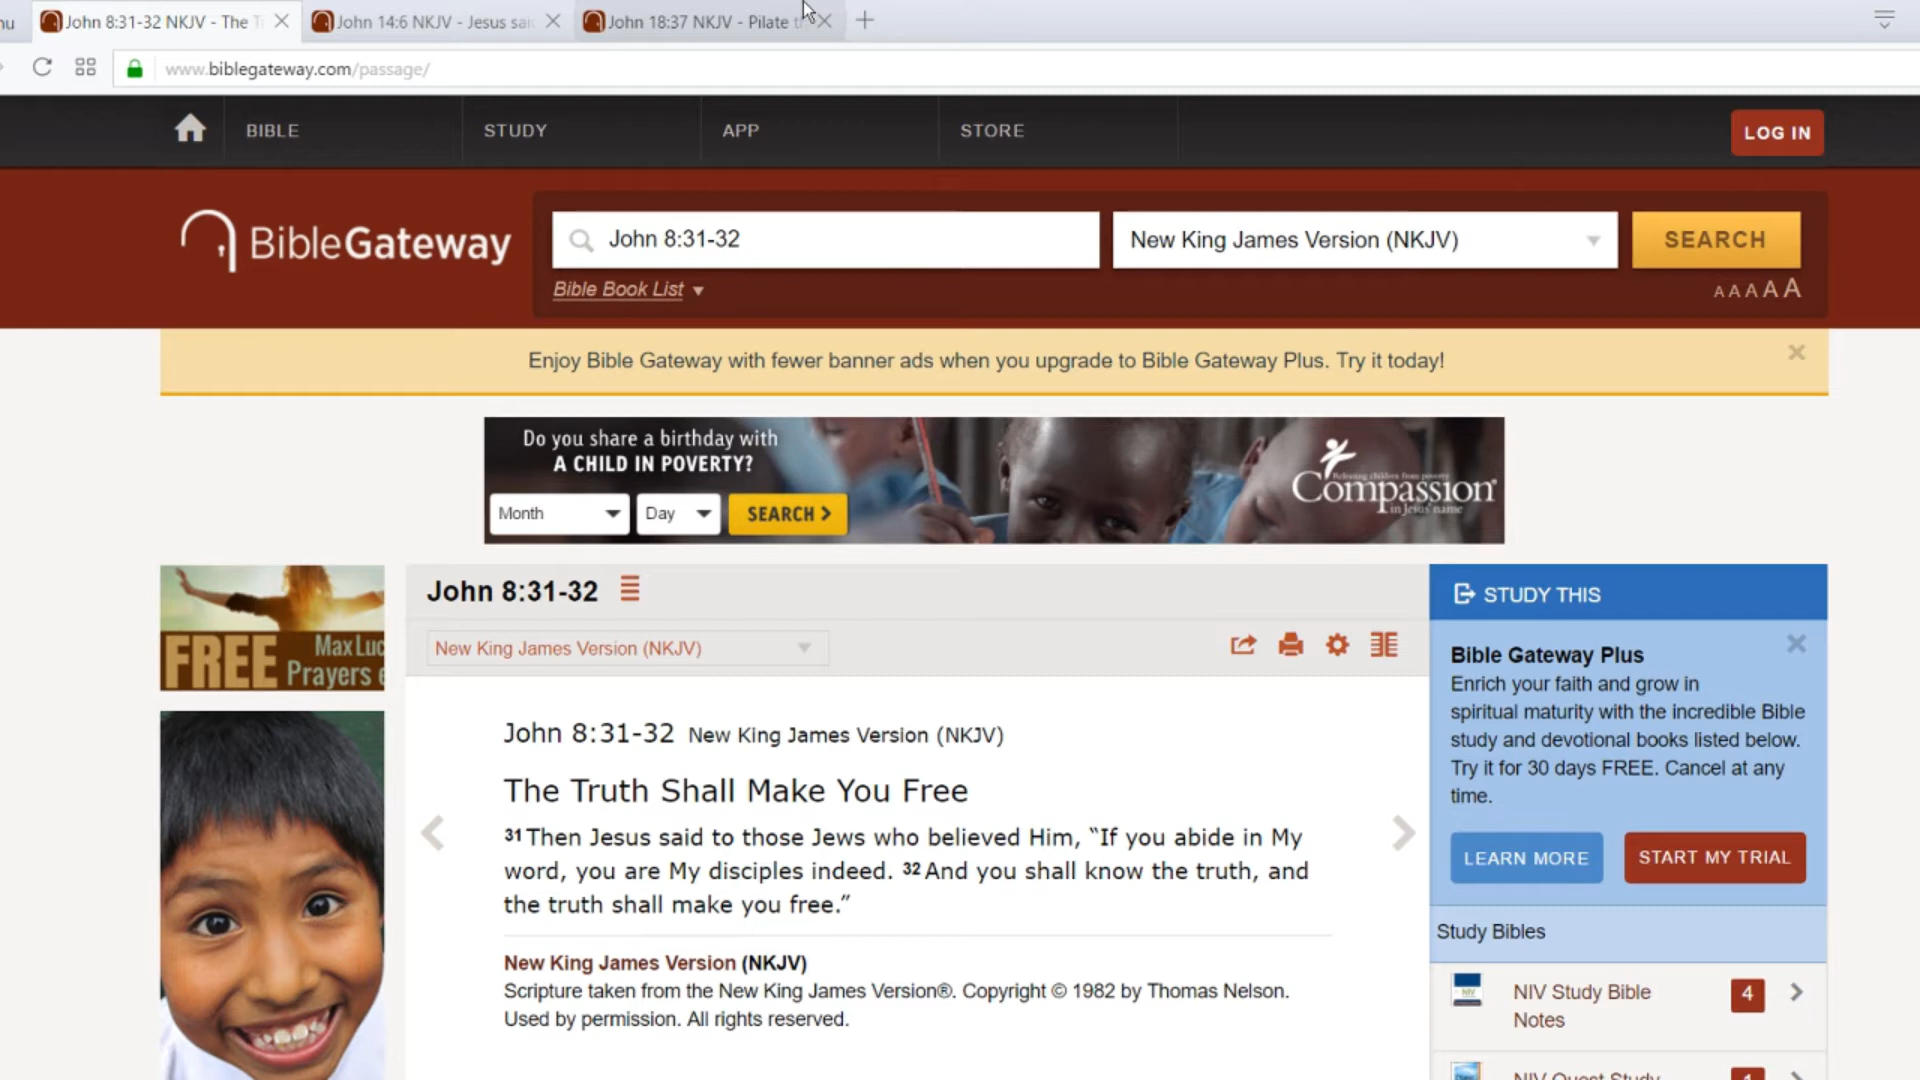 nu
John 8:31-32 NKJV - The T
John 14:6 NKJV - Jesus sai
John 18:37 NKJV - Pilate t
www.biblegateway.com/passage/
BIBLE
STUDY
APP
STORE
LOG IN
BibleGateway
John 8:31-32
New King James Version (NKJV)
SEARCH
Bible Book List
A A A A A
Enjoy Bible Gateway with fewer banner ads when you upgrade to Bible Gateway Plus. Try it today!
Do you share a birthday with
A CHILD IN POVERTY?
Month
Day
SEARCH >
Releasing children from poverty
Compassion®
in Jesus' name
FREE
Max Luc
Prayers e
John 8:31-32
New King James Version (NKJV)
John 8:31-32 New King James Version (NKJV)
The Truth Shall Make You Free
31 Then Jesus said to those Jews who believed Him, “If you abide in My
word, you are My disciples indeed. 32 And you shall know the truth, and
the truth shall make you free.”
New King James Version (NKJV)
Scripture taken from the New King James Version®. Copyright © 1982 by Thomas Nelson.
Used by permission. All rights reserved.
STUDY THIS
Bible Gateway Plus
Enrich your faith and grow in
spiritual maturity with the incredible Bible
study and devotional books listed below.
Try it for 30 days FREE. Cancel at any
time.
LEARN MORE
START MY TRIAL
Study Bibles
NIV
NIV Study Bible
Notes
4
NIV Quest Study
1